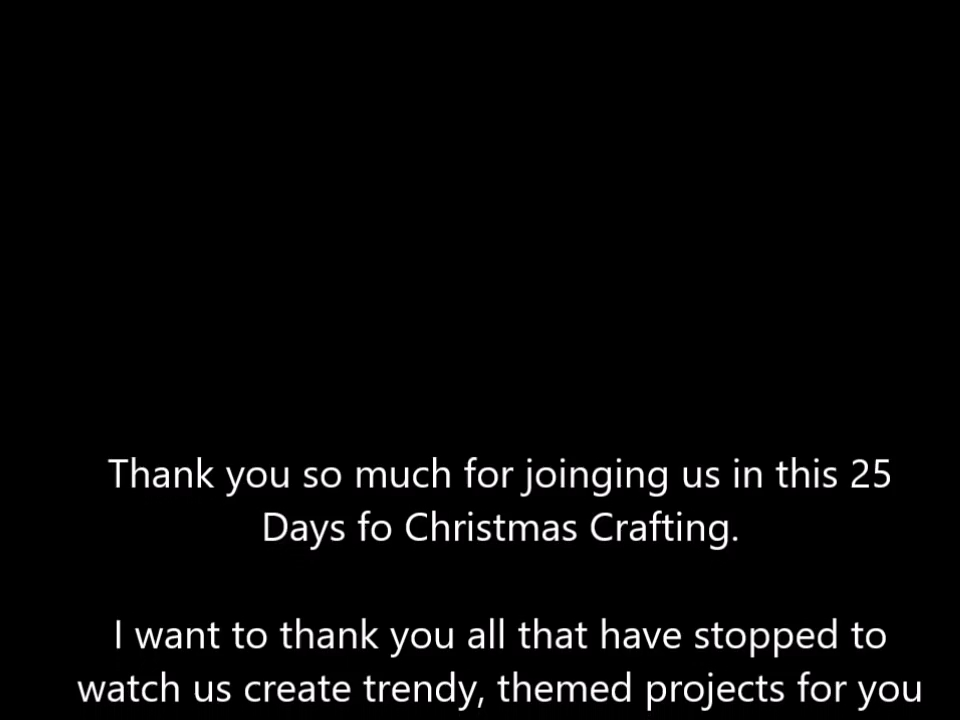 Thank you so much for joinging us in this 25
Days fo Christmas Crafting.
I want to thank you all that have stopped to
watch us create trendy, themed projects for you